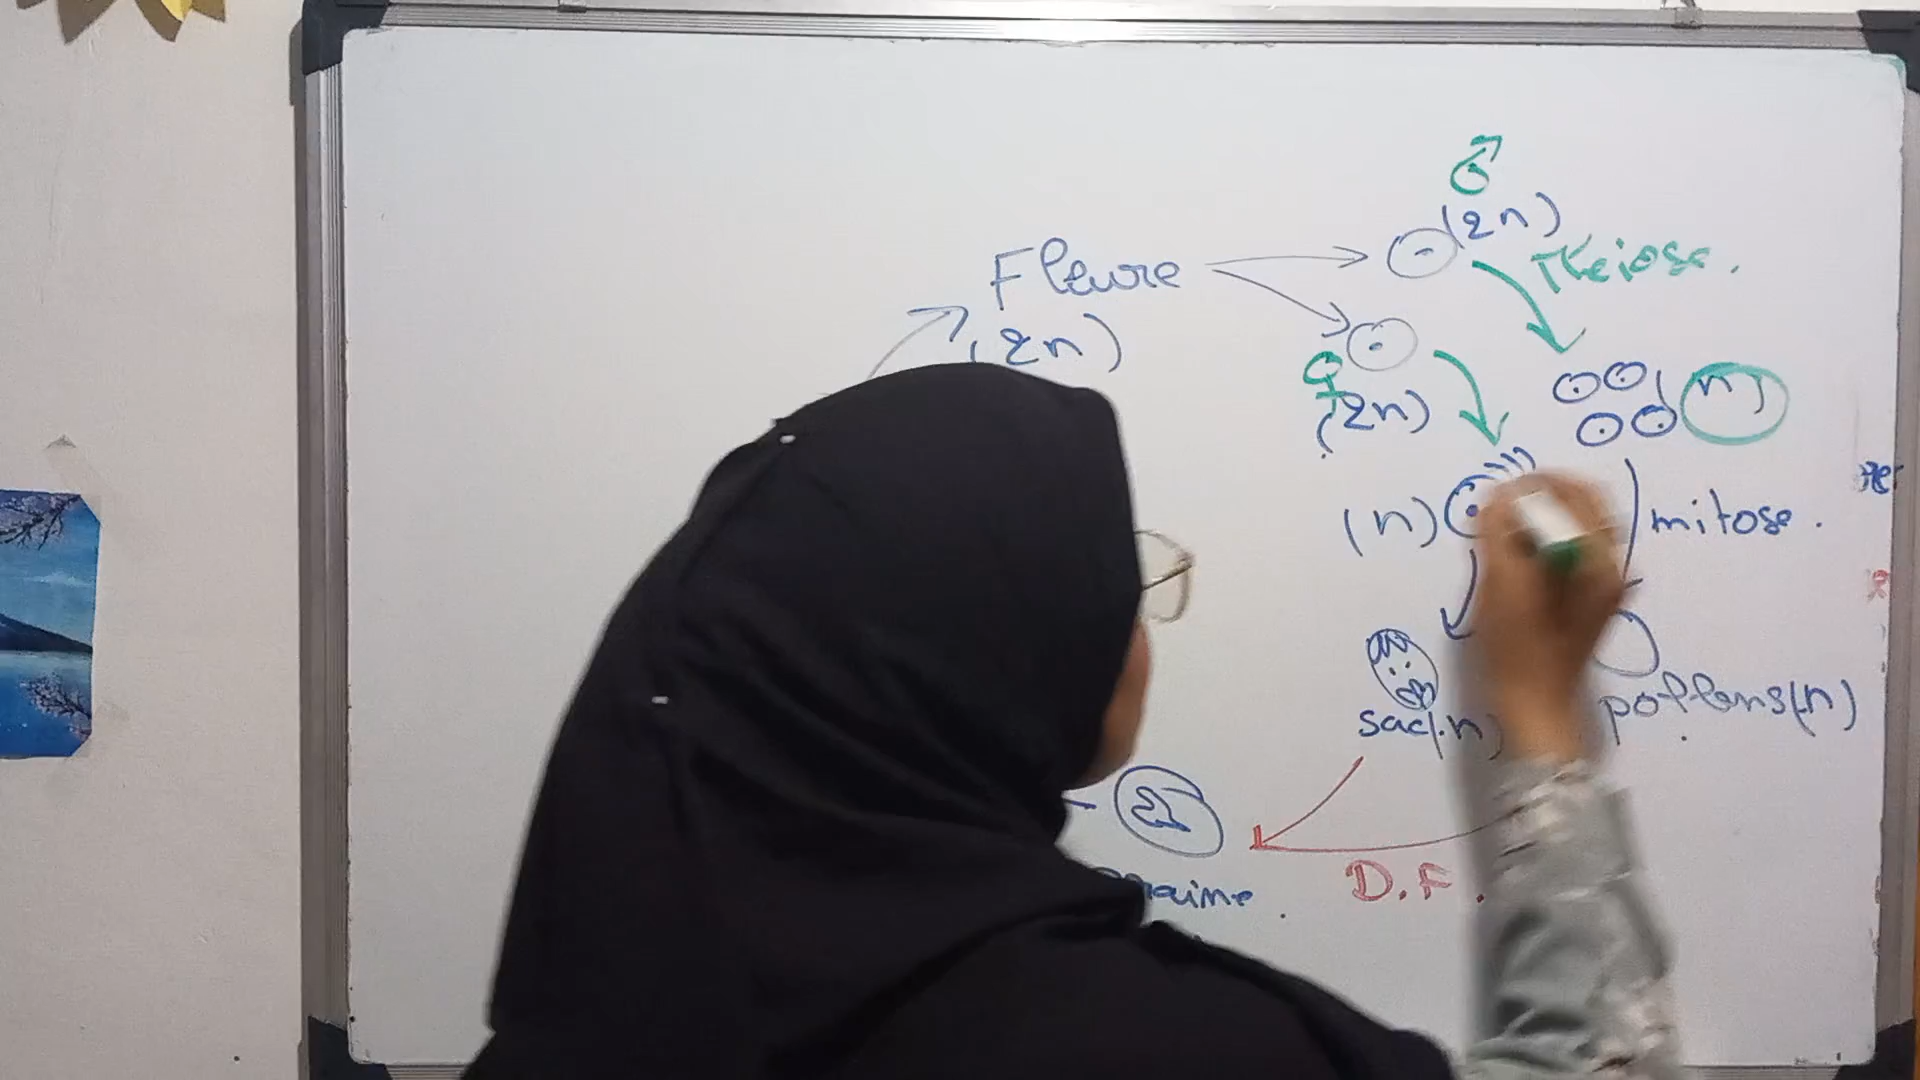 ♂
(2n)
Fleure
Meiose.
(2n)
n)
♀
(2n)
(n)
mitose.
sac(n)
pollens(n)
D.F.